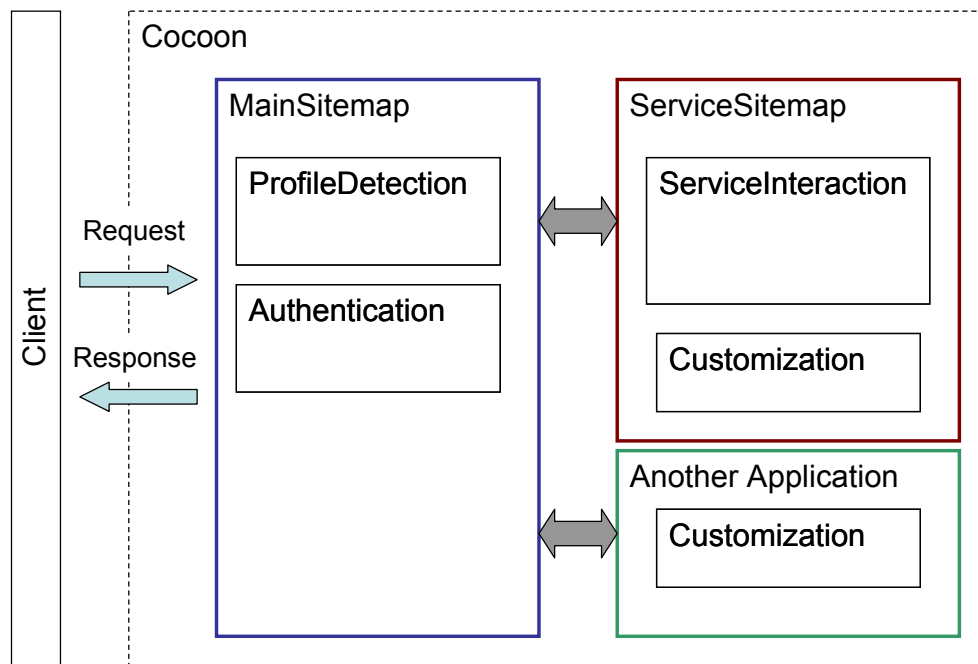 Cocoon
MainSitemap
ServiceSitemap
ProfileDetection
ServiceInteraction
Request
Authentication
Client
Response
Customization
Another Application
Customization